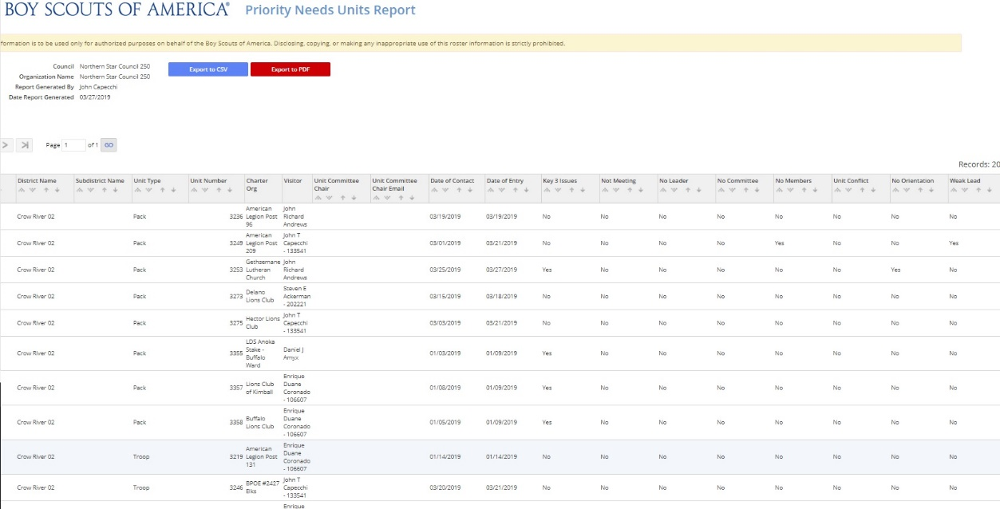 BOY SCOUTS OF AMERICA® Priority Needs Units Report
formation is to be used only for authorized purposes on behalf of the Boy Scouts of America. Disclosing, copying, or making any inappropriate use of this roster information is strictly prohibited.
Council Northern Star Council 250 Export to CSV Export to PDF
Organization Name Northern Star Council 250
Report Generated By John Capecchi
Date Report Generated 03/27/2019
Page 1 of 1 GO
Records: 20
District Name Subdistrict Name Unit Type Unit Number Charter Org Visitor Unit Committee Chair Unit Committee Chair Email Date of Contact Date of Entry Key 3 Issues Not Meeting No Leader No Committee No Members Unit Conflict No Orientation Weak Lead
Crow River 02 Pack 3236 American Legion Post 96 John Richard Andrews 03/19/2019 03/19/2019 No No No No No No No No
Crow River 02 Pack 3249 American Legion Post 209 John T Capecchi - 133541 03/01/2019 03/21/2019 No No No No Yes No No Yes
Crow River 02 Pack 3253 Gethsemane Lutheran Church John Richard Andrews 03/25/2019 03/27/2019 Yes No No No No No Yes No
Crow River 02 Pack 3273 Delano Lions Club Steven E Ackerman - 202221 03/15/2019 03/18/2019 No No No No No No No No
Crow River 02 Pack 3275 Hector Lions Club John T Capecchi - 133541 03/03/2019 03/21/2019 No No No No No No No No
Crow River 02 Pack 3355 LDS Anoka Stake - Buffalo Ward Daniel J Amyx 01/03/2019 01/09/2019 Yes No No No No No No No
Crow River 02 Pack 3357 Lions Club of Kimball Enrique Duane Coronado - 106607 01/08/2019 01/09/2019 Yes No No No No No No No
Crow River 02 Pack 3358 Buffalo Lions Club Enrique Duane Coronado - 106607 01/05/2019 01/09/2019 Yes No No No No No No No
Crow River 02 Troop 3219 American Legion Post 131 Enrique Duane Coronado - 106607 01/14/2019 01/14/2019 No No No No No No No No
Crow River 02 Troop 3246 BPOE #2427 Elks John T Capecchi - 133541 03/20/2019 03/21/2019 No No No No No No No No
Enrique